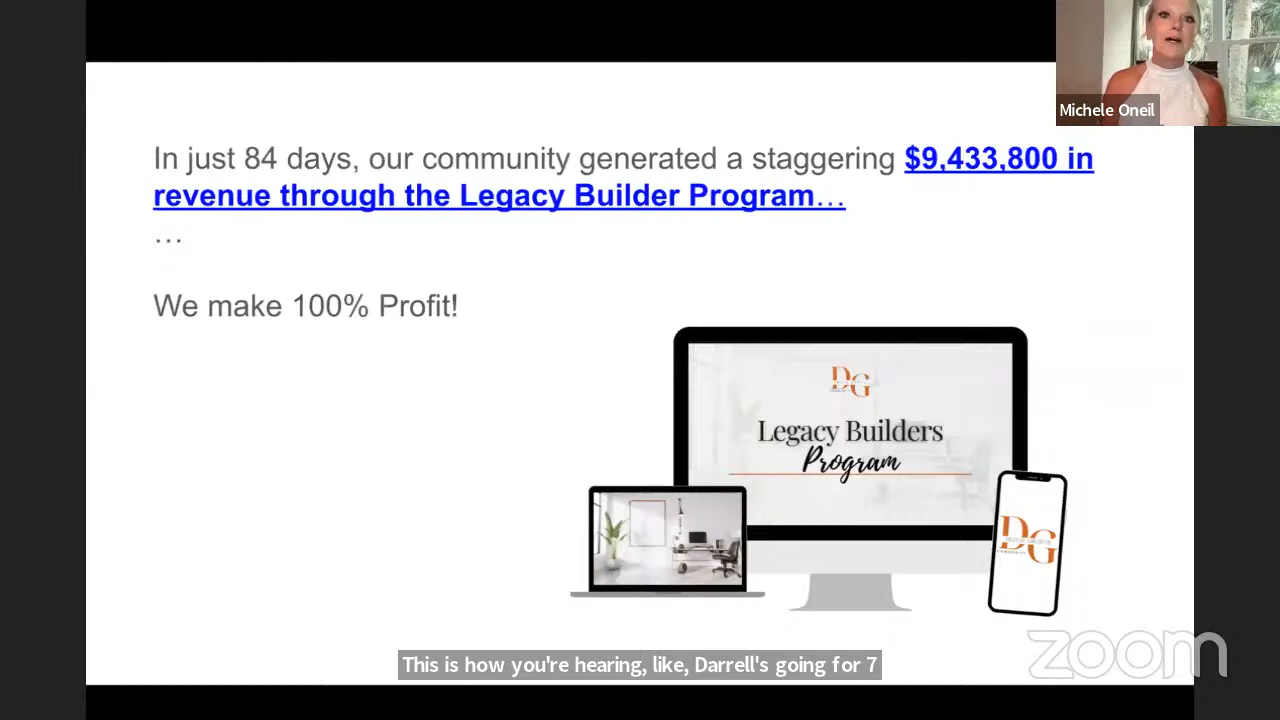 Michele Oneil
In just 84 days, our community generated a staggering $9,433,800 in
revenue through the Legacy Builder Program…
…
We make 100% Profit!
DG
Legacy Builders
Program
DG
This is how you're hearing, like, Darrell's going for 7
zoom